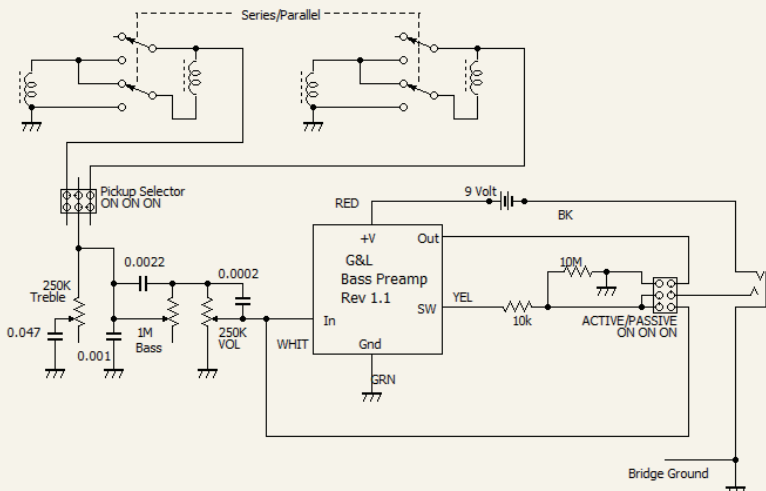 Series/Parallel
Pickup Selector
ON ON ON
RED
9 Volt
BK
+V
Out
G&L
Bass Preamp
Rev 1.1
10M
250K
Treble
0.0022
0.0002
SW
YEL
In
10k
ACTIVE/PASSIVE
ON ON ON
0.047
0.001
1M
Bass
250K
VOL
WHIT
Gnd
GRN
Bridge Ground